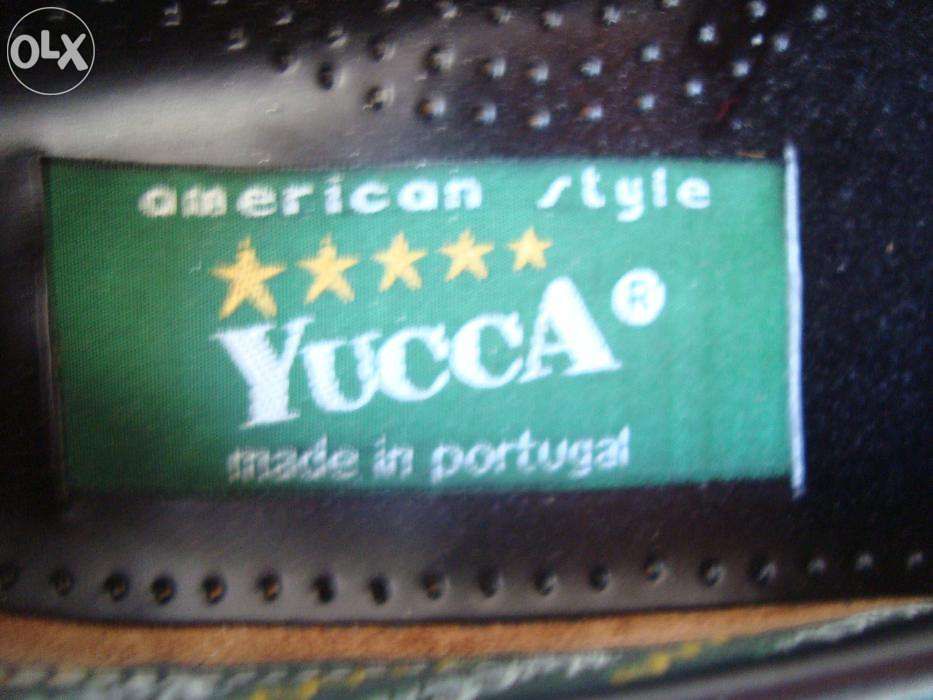 OLX
american style
YUCCA®
made in portugal